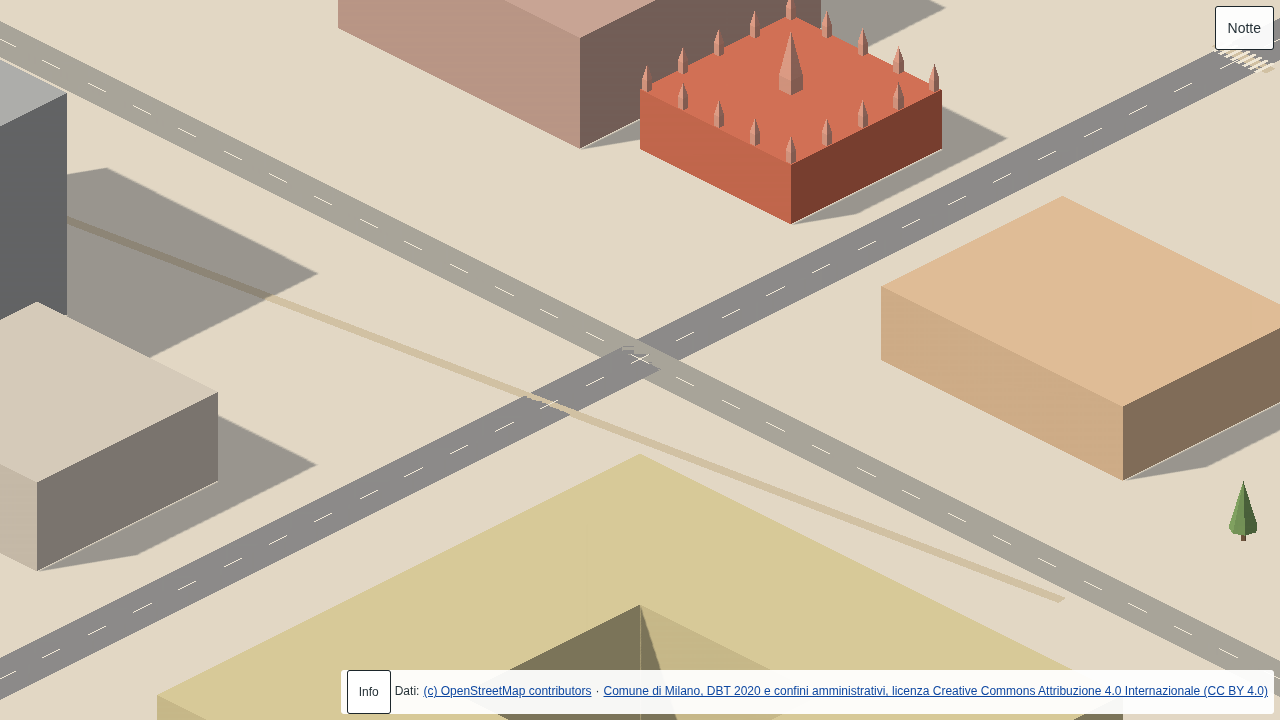 Notte
Info Dati: (c) OpenStreetMap contributors · Comune di Milano, DBT 2020 e confini amministrativi, licenza Creative Commons Attribuzione 4.0 Internazionale (CC BY 4.0)